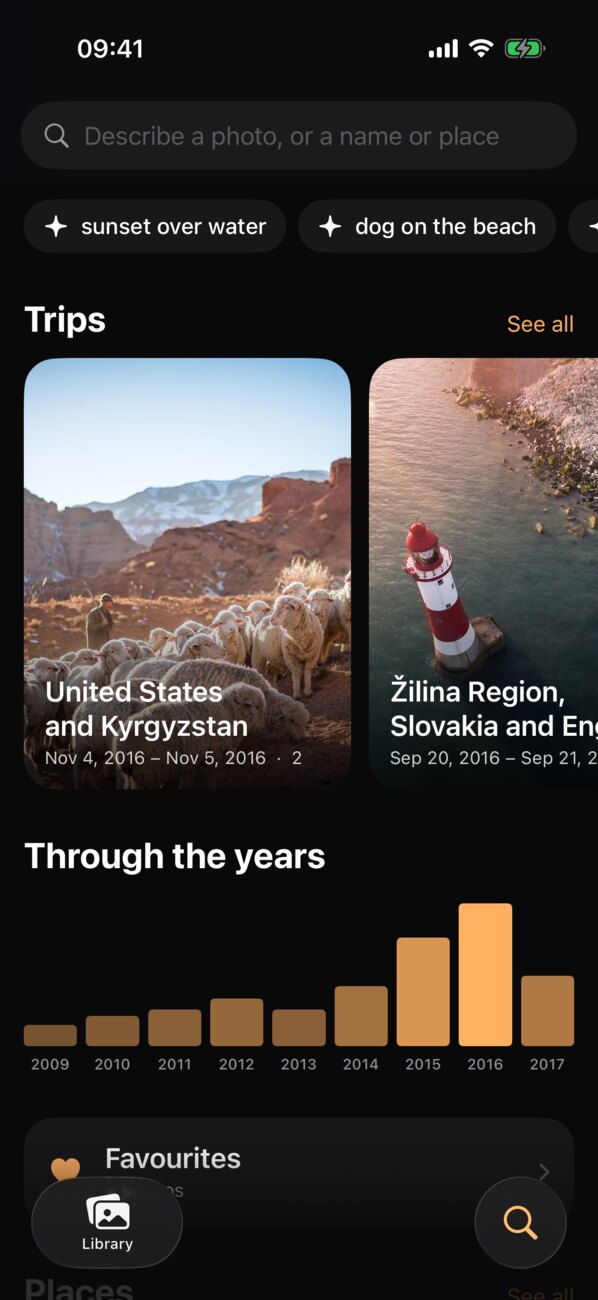 09:41
Describe a photo, or a name or place
sunset over water
dog on the beach
Trips
See all
United States
and Kyrgyzstan
Nov 4, 2016 – Nov 5, 2016 · 2
Žilina Region,
Slovakia and Eng
Sep 20, 2016 – Sep 21, 2
Through the years
2009 2010 2011 2012 2013 2014 2015 2016 2017
Favourites
Library
Places
See all